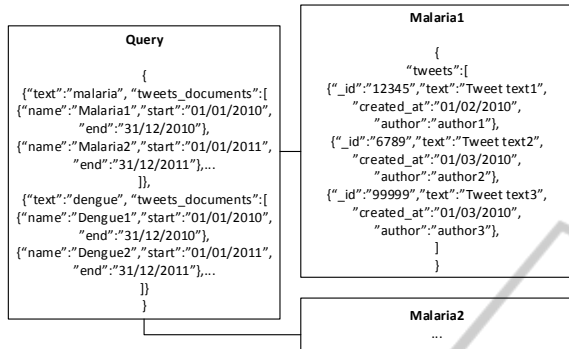 Query
{
{“text”:“malaria”, “tweets_documents”:[
{“name”:“Malaria1”,“start”:“01/01/2010”,
”end”:“31/12/2010”},
{“name”:“Malaria2”,“start”:“01/01/2011”,
”end”:“31/12/2011”},...
]},
{“text”:“dengue”, “tweets_documents”:[
{“name”:“Dengue1”,“start”:“01/01/2010”,
”end”:“31/12/2010”},
{“name”:“Dengue2”,“start”:“01/01/2011”,
”end”:“31/12/2011”},...
]}
}
Malaria1
{
“tweets”:[
{“_id”:“12345”,“text”:“Tweet text1”,
“created_at”:“01/02/2010”,
“author”:“author1”},
{“_id”:“6789”,“text”:“Tweet text2”,
“created_at”:“01/03/2010”,
“author”:“author2”},
{“_id”:“99999”,“text”:“Tweet text3”,
“created_at”:“01/03/2010”,
“author”:“author3”},
]
}
Malaria2
...